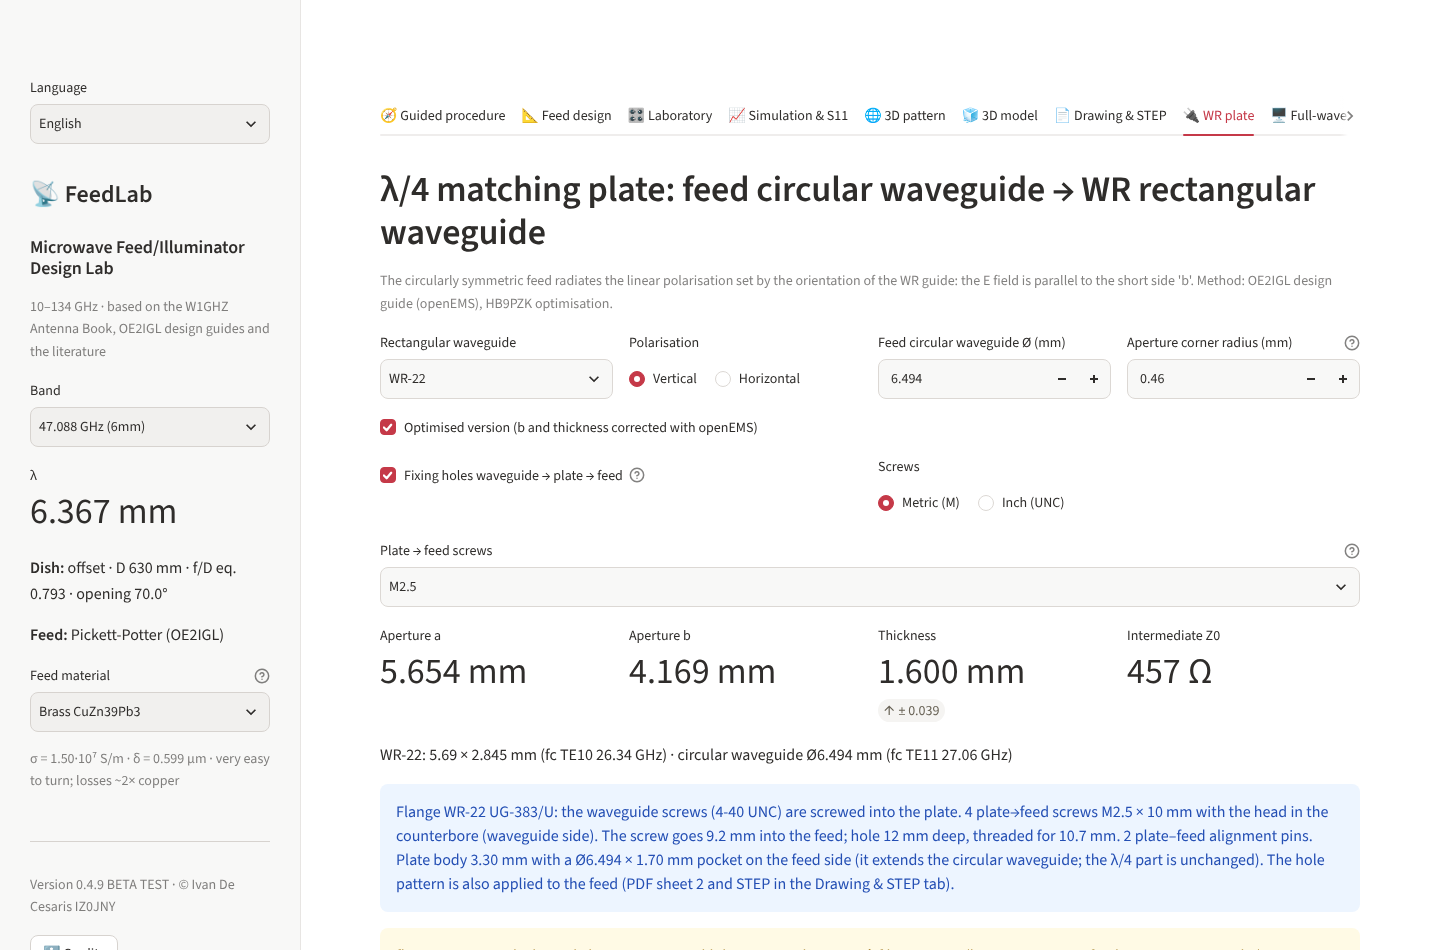 Language
English
📡 FeedLab
Microwave Feed/Illuminator
Design Lab
10–134 GHz · based on the W1GHZ
Antenna Book, OE2IGL design guides and
the literature
Band
47.088 GHz (6mm)
λ
6.367 mm
Dish: offset · D 630 mm · f/D eq.
0.793 · opening 70.0°
Feed: Pickett-Potter (OE2IGL)
Feed material
Brass CuZn39Pb3
σ = 1.50·10⁷ S/m · δ = 0.599 µm · very easy
to turn; losses ~2× copper
Version 0.4.9 BETA TEST · © Ivan De
Cesaris IZ0JNY
Guided procedure Feed design Laboratory Simulation & S11 3D pattern 3D model Drawing & STEP WR plate Full-wave
λ/4 matching plate: feed circular waveguide → WR rectangular
waveguide
The circularly symmetric feed radiates the linear polarisation set by the orientation of the WR guide: the E field is parallel to the short side 'b'. Method: OE2IGL design
guide (openEMS), HB9PZK optimisation.
Rectangular waveguide Polarisation Feed circular waveguide Ø (mm) Aperture corner radius (mm)
WR-22 Vertical Horizontal 6.494 0.46
Optimised version (b and thickness corrected with openEMS)
Fixing holes waveguide → plate → feed
Screws
Metric (M) Inch (UNC)
Plate → feed screws
M2.5
Aperture a Aperture b Thickness Intermediate Z0
5.654 mm 4.169 mm 1.600 mm 457 Ω
↑ ± 0.039
WR-22: 5.69 × 2.845 mm (fc TE10 26.34 GHz) · circular waveguide Ø6.494 mm (fc TE11 27.06 GHz)
Flange WR-22 UG-383/U: the waveguide screws (4-40 UNC) are screwed into the plate. 4 plate→feed screws M2.5 × 10 mm with the head in the
counterbore (waveguide side). The screw goes 9.2 mm into the feed; hole 12 mm deep, threaded for 10.7 mm. 2 plate–feed alignment pins.
Plate body 3.30 mm with a Ø6.494 × 1.70 mm pocket on the feed side (it extends the circular waveguide; the λ/4 part is unchanged). The hole
pattern is also applied to the feed (PDF sheet 2 and STEP in the Drawing & STEP tab).